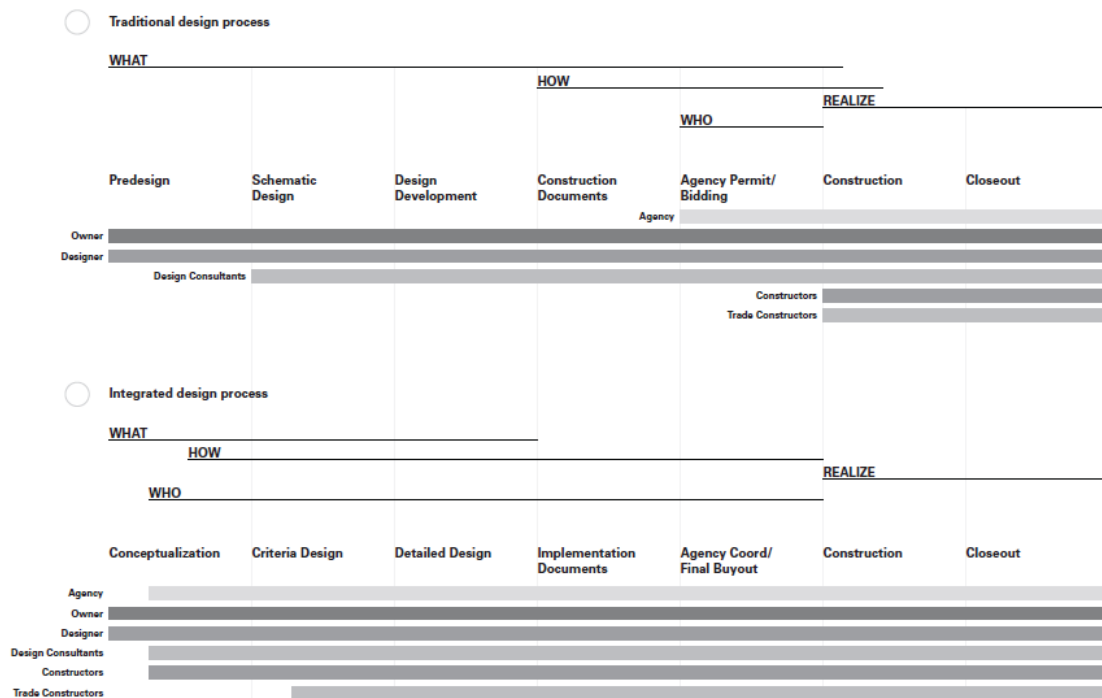 Traditional design process
WHAT
HOW
REALIZE
WHO
Predesign
Schematic
Design
Design
Development
Construction
Documents
Agency Permit/
Bidding
Construction
Closeout
Agency
Owner
Designer
Design Consultants
Constructors
Trade Constructors
Integrated design process
WHAT
HOW
REALIZE
WHO
Conceptualization
Criteria Design
Detailed Design
Implementation
Documents
Agency Coord/
Final Buyout
Construction
Closeout
Agency
Owner
Designer
Design Consultants
Constructors
Trade Constructors